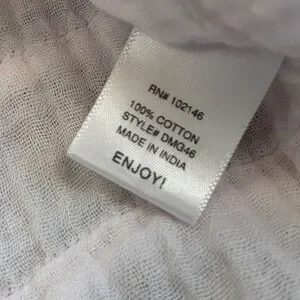 RN# 102146
100% COTTON
STYLE# DMG46
MADE IN INDIA
ENJOY!